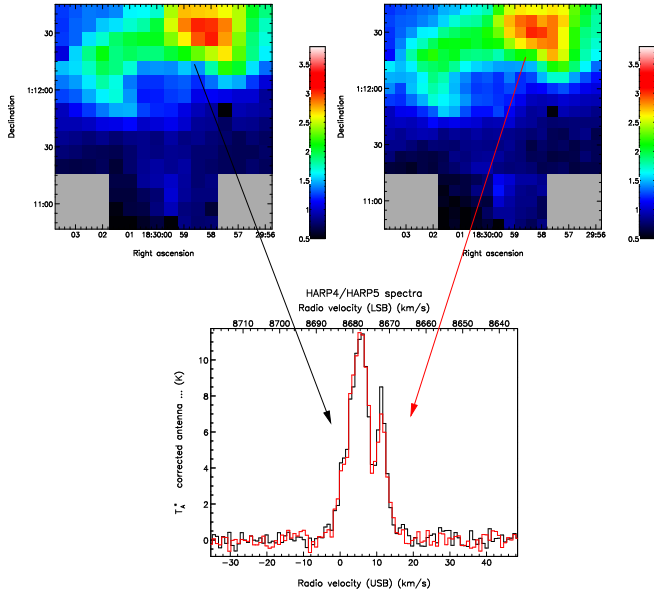 30
1:12:00
30
11:00
Declination
03 02 01 18:30:00 59 58 57 29:56
Right ascension
3.5
3
2.5
2
1.5
1
0.5
30
1:12:00
30
11:00
Declination
03 02 01 18:30:00 59 58 57 29:56
Right ascension
3.5
3
2.5
2
1.5
1
0.5
HARP4/HARP5 spectra
Radio velocity (LSB) (km/s)
8710 8700 8690 8680 8670 8660 8650 8640
10
8
6
4
2
0
T_A^* corrected antenna ... (K)
−30 −20 −10 0 10 20 30 40
Radio velocity (USB) (km/s)